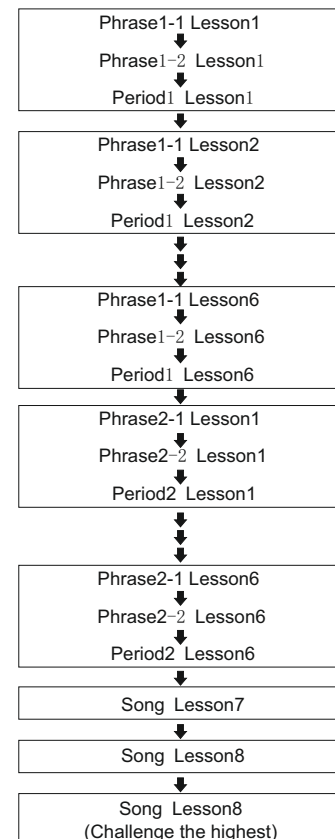 Phrase1-1 Lesson1
Phrase1-2 Lesson1
Period1 Lesson1
Phrase1-1 Lesson2
Phrase1-2 Lesson2
Period1 Lesson2
Phrase1-1 Lesson6
Phrase1-2 Lesson6
Period1 Lesson6
Phrase2-1 Lesson1
Phrase2-2 Lesson1
Period2 Lesson1
Phrase2-1 Lesson6
Phrase2-2 Lesson6
Period2 Lesson6
Song Lesson7
Song Lesson8
Song Lesson8
(Challenge the highest)